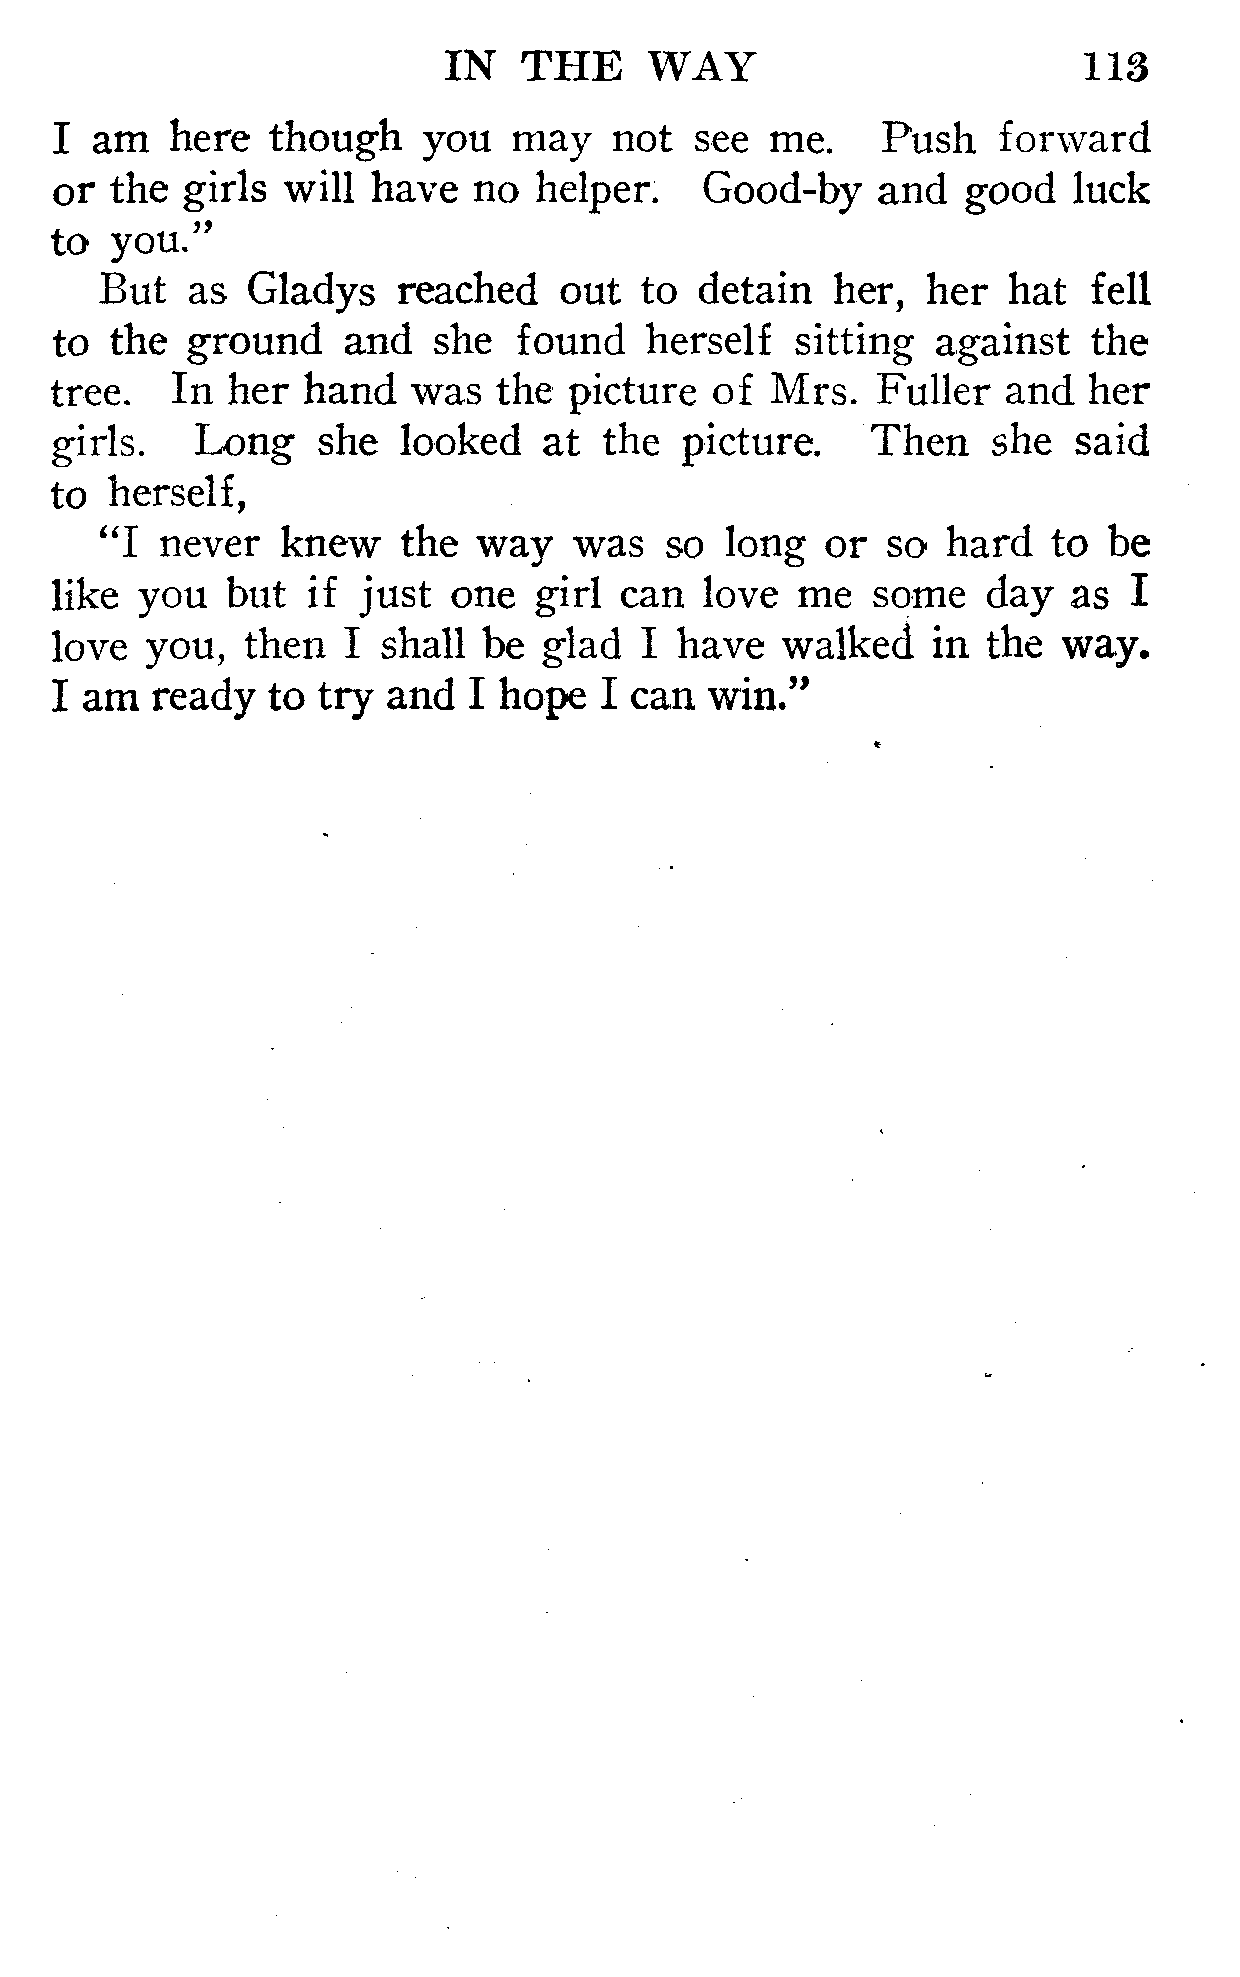 IN THE WAY 113
I am here though you may not see me. Push forward
or the girls will have no helper. Good-by and good luck
to you."
But as Gladys reached out to detain her, her hat fell
to the ground and she found herself sitting against the
tree. In her hand was the picture of Mrs. Fuller and her
girls. Long she looked at the picture. Then she said
to herself,
"I never knew the way was so long or so hard to be
like you but if just one girl can love me some day as I
love you, then I shall be glad I have walked in the way.
I am ready to try and I hope I can win."